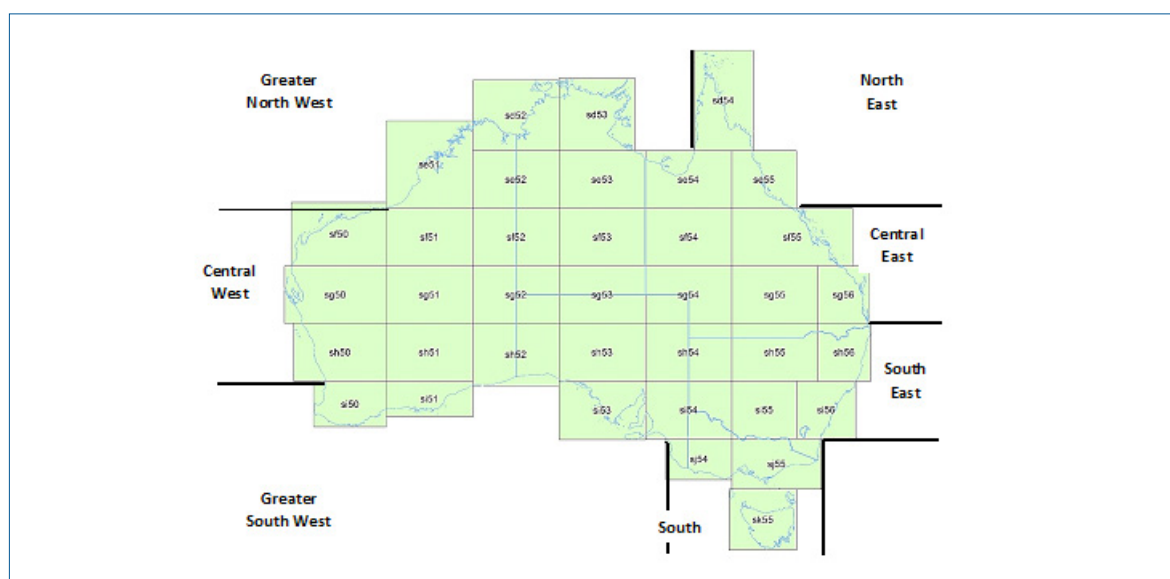 Greater
North West
North
East
sd54
sd52
sd53
se51
se52
se53
se54
se55
sf50
sf51
sf52
sf53
sf54
sf55
Central
East
Central
West
sg50
sg51
sg52
sg53
sg54
sg55
sg56
sh50
sh51
sh52
sh53
sh54
sh55
sh56
South
East
si50
si51
si53
si54
si55
si56
sj54
sj55
Greater
South West
South
sk55